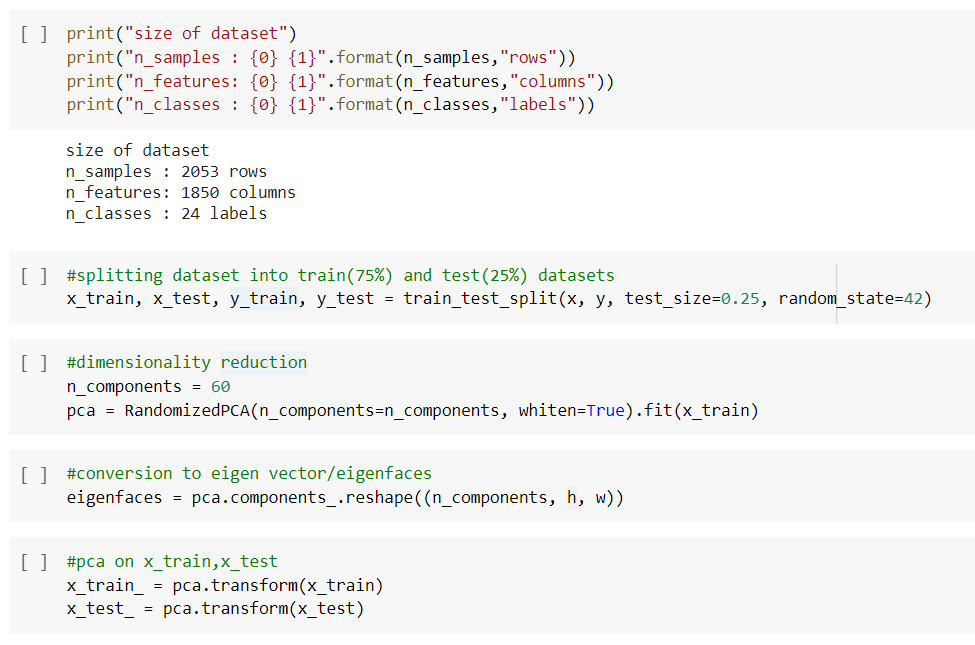 [ ] print("size of dataset")
print("n_samples : {0} {1}".format(n_samples,"rows"))
print("n_features: {0} {1}".format(n_features,"columns"))
print("n_classes : {0} {1}".format(n_classes,"labels"))
size of dataset
n_samples : 2053 rows
n_features: 1850 columns
n_classes : 24 labels
[ ] #splitting dataset into train(75%) and test(25%) datasets
x_train, x_test, y_train, y_test = train_test_split(x, y, test_size=0.25, random_state=42)
[ ] #dimensionality reduction
n_components = 60
pca = RandomizedPCA(n_components=n_components, whiten=True).fit(x_train)
[ ] #conversion to eigen vector/eigenfaces
eigenfaces = pca.components_.reshape((n_components, h, w))
[ ] #pca on x_train,x_test
x_train_ = pca.transform(x_train)
x_test_ = pca.transform(x_test)